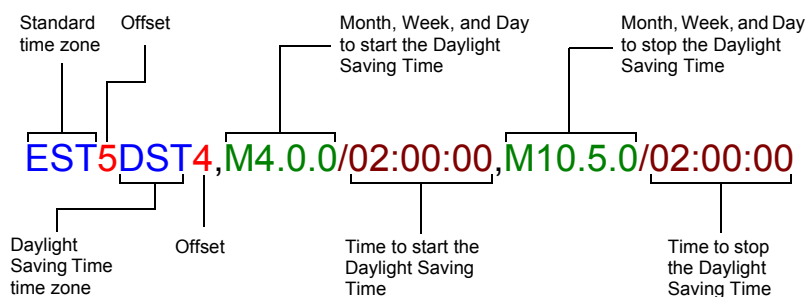 Standard
time zone
Offset
Month, Week, and Day
to start the Daylight
Saving Time
Month, Week, and Day
to stop the Daylight
Saving Time
EST5DST4,M4.0.0/02:00:00,M10.5.0/02:00:00
Daylight
Saving Time
time zone
Offset
Time to start the
Daylight Saving
Time
Time to stop
the Daylight
Saving Time